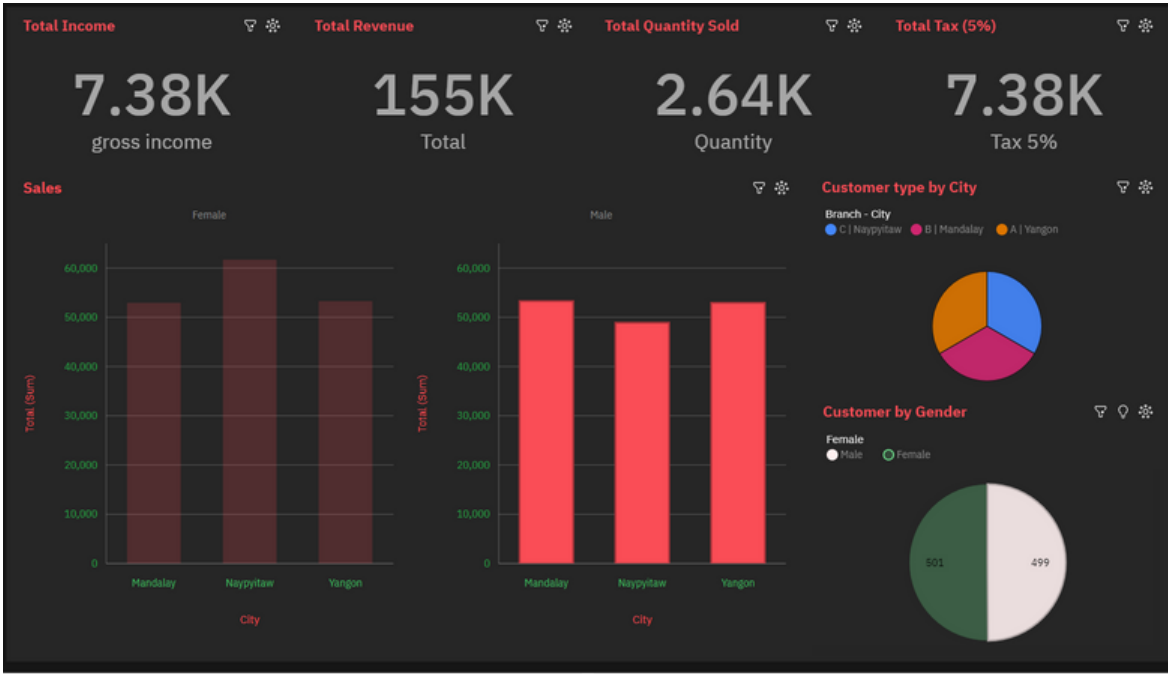 Total Income
Total Revenue
Total Quantity Sold
Total Tax (5%)
7.38K
gross income
155K
Total
2.64K
Quantity
7.38K
Tax 5%
Sales
Female
Male
60,000
50,000
40,000
30,000
20,000
10,000
0
Total (Sum)
Mandalay
Naypyitaw
Yangon
City
60,000
50,000
40,000
30,000
20,000
10,000
0
Total (Sum)
Mandalay
Naypyitaw
Yangon
City
Customer type by City
Branch - City
C | Naypyitaw
B | Mandalay
A | Yangon
Customer by Gender
Female
Male
Female
501
499